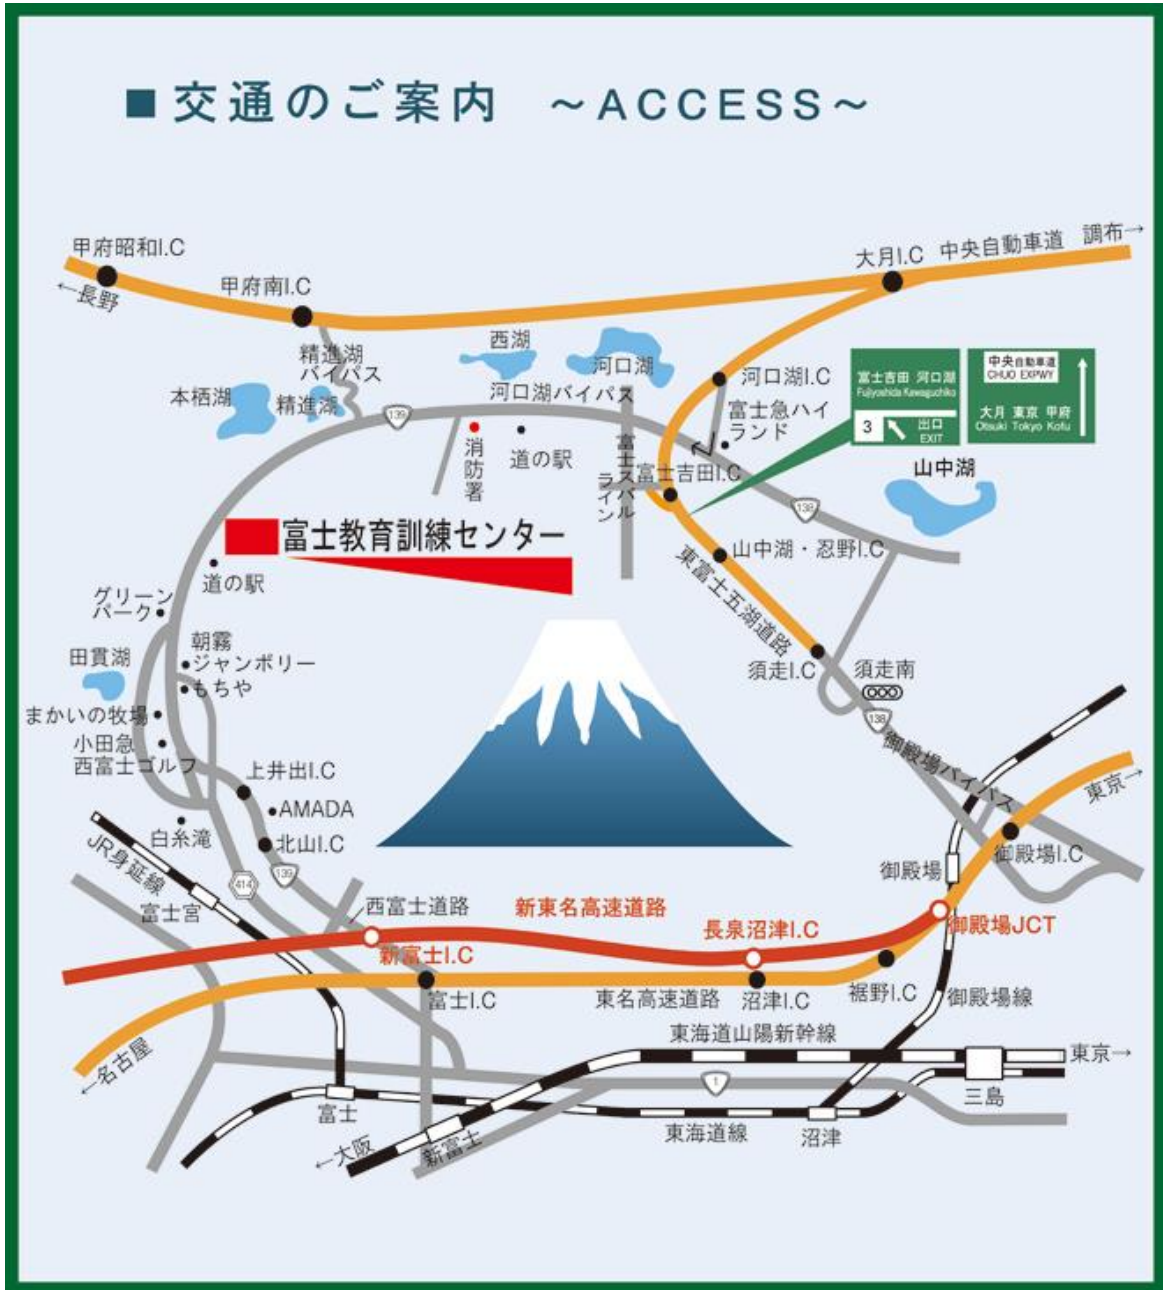 ■交通のご案内 ～ACCESS～
甲府昭和I.C
←長野
甲府南I.C
大月I.C
中央自動車道
調布→
精進湖
バイパス
西湖
河口湖
河口湖バイパス
本栖湖
精進湖
139
消防署
道の駅
河口湖I.C
富士急ハイ
ランド
富士吉田 河口湖
Fujiyoshida Kawaguchiko
3
出口
EXIT
中央自動車道
CHUO EXPWY
大月 東京 甲府
Otsuki Tokyo Kofu
富士スバル
ライン
富士吉田I.C
山中湖
138
富士教育訓練センター
道の駅
山中湖・忍野I.C
東富士五湖道路
グリーン
パーク
朝霧
ジャンボリー
もちや
田貫湖
まかいの牧場
小田急
西富士ゴルフ
須走I.C
須走南
138
御殿場バイパス
上井出I.C
AMADA
北山I.C
白糸滝
JR身延線
東京→
御殿場
御殿場I.C
414
139
富士宮
西富士道路
新東名高速道路
長泉沼津I.C
御殿場JCT
新富士I.C
富士I.C
東名高速道路
沼津I.C
裾野I.C
御殿場線
←名古屋
東海道山陽新幹線
東京→
1
富士
←大阪
新富士
東海道線
沼津
三島